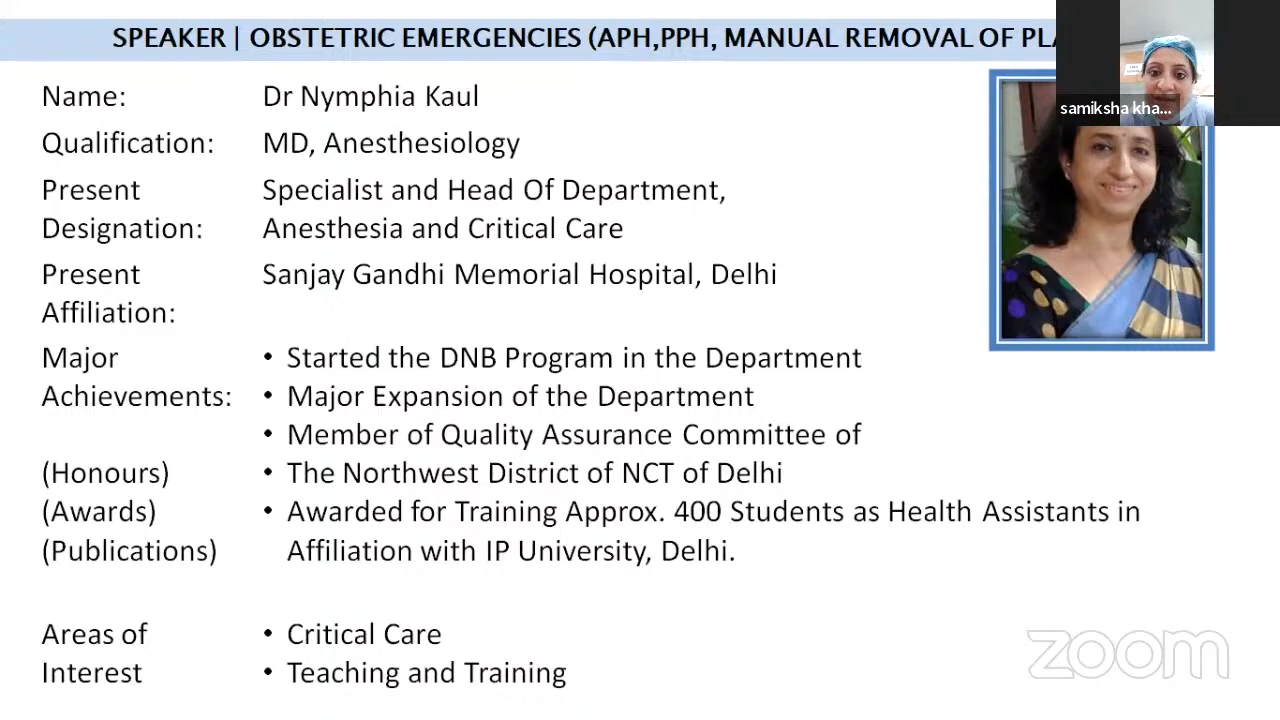 SPEAKER | OBSTETRIC EMERGENCIES (APH,PPH, MANUAL REMOVAL OF
samiksha kha...
Name: Dr Nymphia Kaul
Qualification: MD, Anesthesiology
Present Specialist and Head Of Department,
Designation: Anesthesia and Critical Care
Present Sanjay Gandhi Memorial Hospital, Delhi
Affiliation:
Major • Started the DNB Program in the Department
Achievements: • Major Expansion of the Department
• Member of Quality Assurance Committee of
(Honours) • The Northwest District of NCT of Delhi
(Awards) • Awarded for Training Approx. 400 Students as Health Assistants in
(Publications) Affiliation with IP University, Delhi.
Areas of • Critical Care
Interest • Teaching and Training
zoom